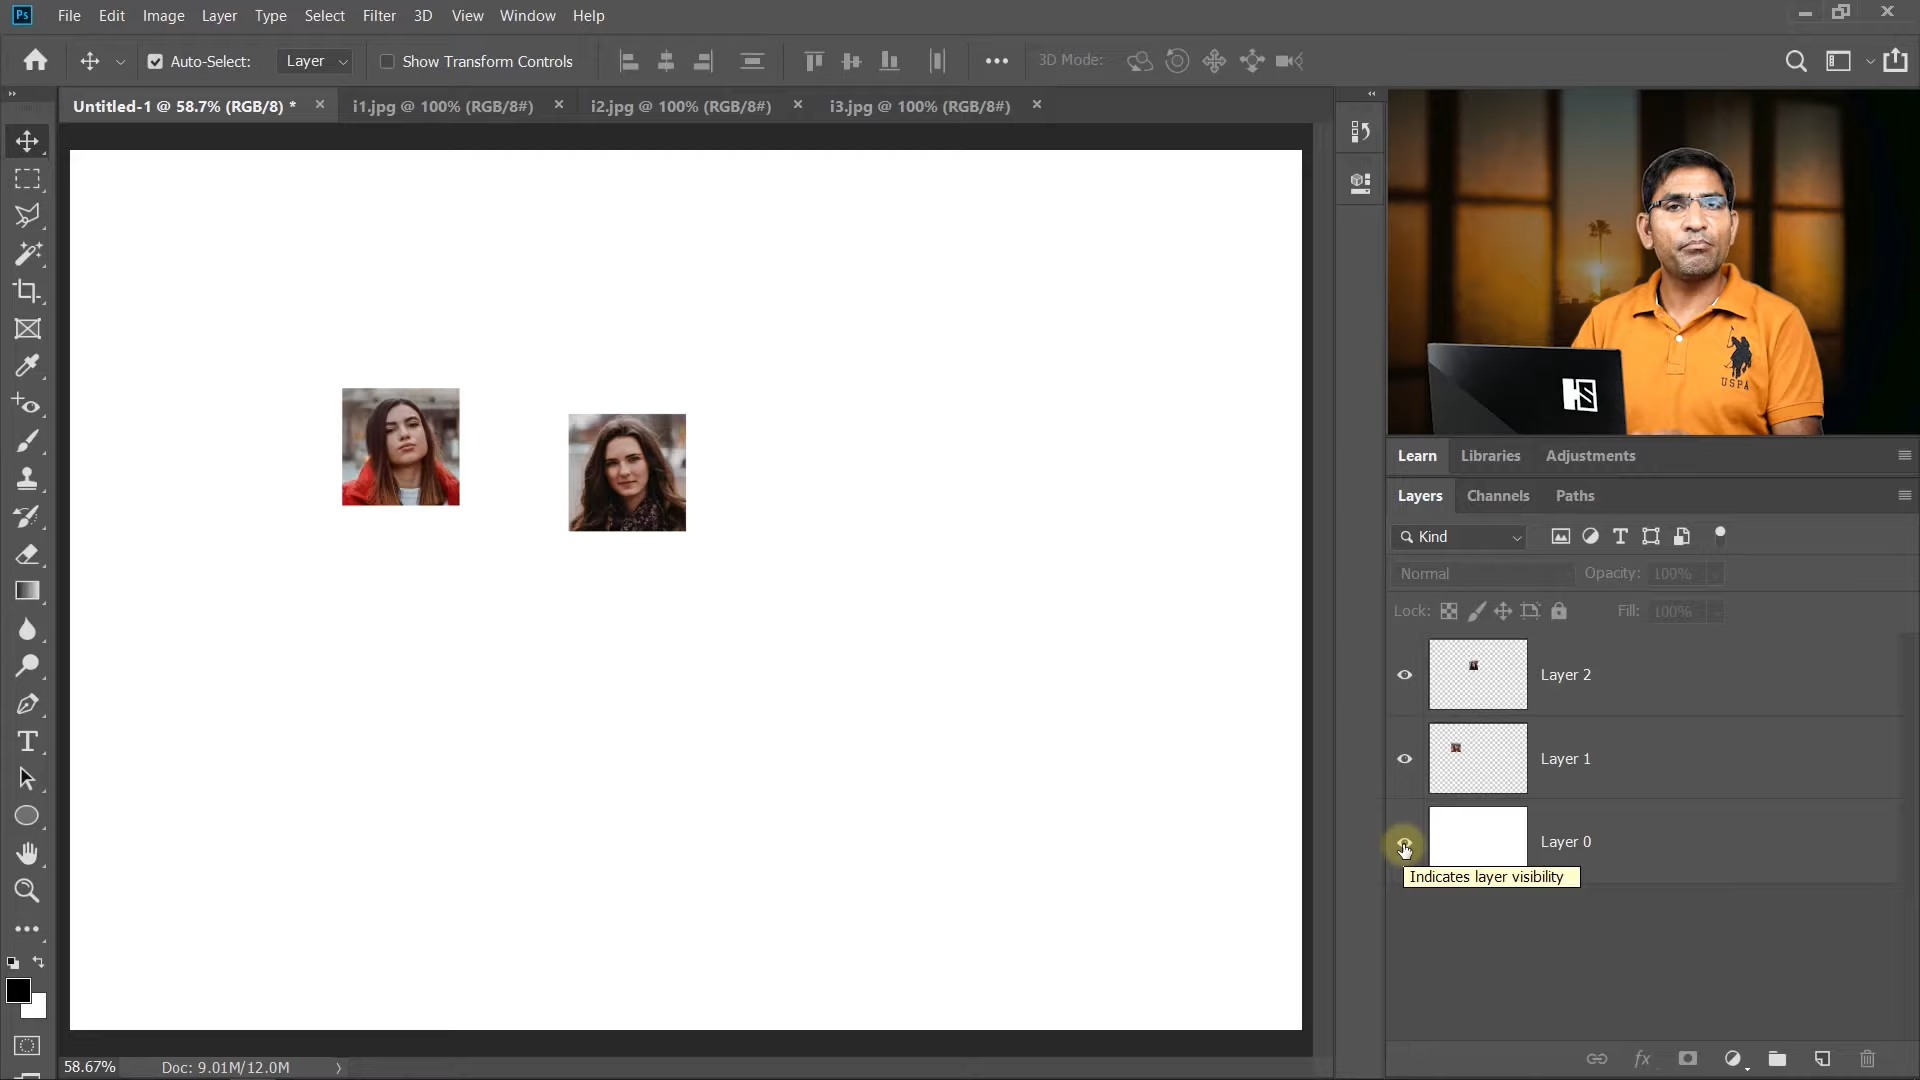 Ps File Edit Image Layer Type Select Filter 3D View Window Help
Auto-Select: Layer Show Transform Controls 3D Mode:
Untitled-1 @ 58.7% (RGB/8) * i1.jpg @ 100% (RGB/8#) i2.jpg @ 100% (RGB/8#) i3.jpg @ 100% (RGB/8#)
USPA
HS
Learn Libraries Adjustments
Layers Channels Paths
Kind
Normal Opacity: 100%
Lock: Fill: 100%
Layer 2
Layer 1
Layer 0
Indicates layer visibility
fx
58.67% Doc: 9.01M/12.0M